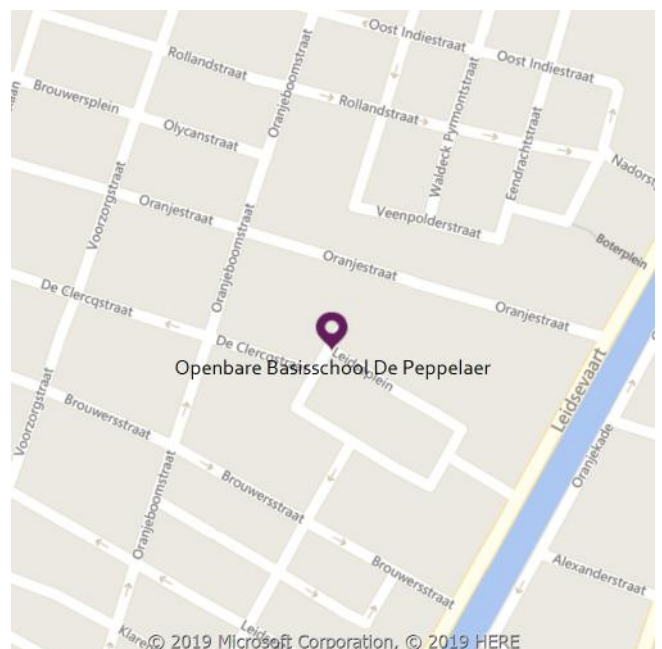 Oost Indiestraat
Oost Indiestraat
Rollandstraat
Rollandstraat
Oranjeboomstraat
Waldeck Pyrmontstraat
Eendrachtstraat
Brouwersplein
Olycanstraat
Voorzorgstraat
Veenpolderstraat
Boterplein
Oranjestraat
Oranjestraat
Oranjestraat
Oranjeboomstraat
De Clercqstraat
De Clercqstraat
Leidseplein
Openbare Basisschool De Peppelaer
Leidsevaart
Oranjekade
Voorzorgstraat
Brouwersstraat
Brouwersstraat
Brouwersstraat
Oranjeboomstraat
Alexanderstraat
© 2019 Microsoft Corporation, © 2019 HERE